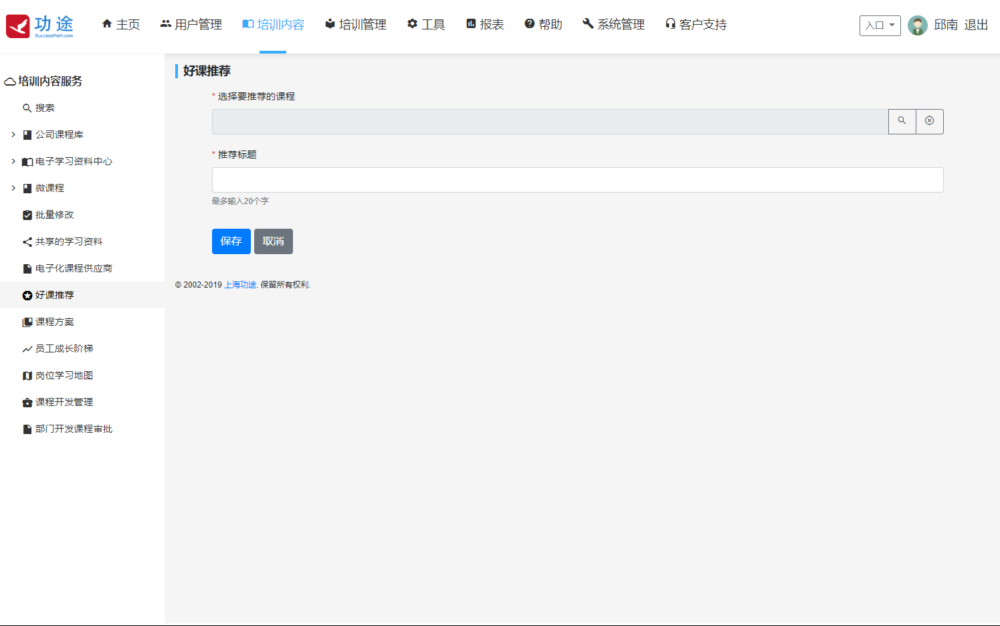 功途
SuccessPath.com
主页
用户管理
培训内容
培训管理
工具
报表
帮助
系统管理
客户支持
入口
邱南
退出
培训内容服务
搜索
公司课程库
电子学习资料中心
微课程
批量修改
共享的学习资料
电子化课程供应商
好课推荐
课程方案
员工成长阶梯
岗位学习地图
课程开发管理
部门开发课程审批
好课推荐
* 选择要推荐的课程
* 推荐标题
最多输入20个字
保存
取消
© 2002-2019 上海功途. 保留所有权利.